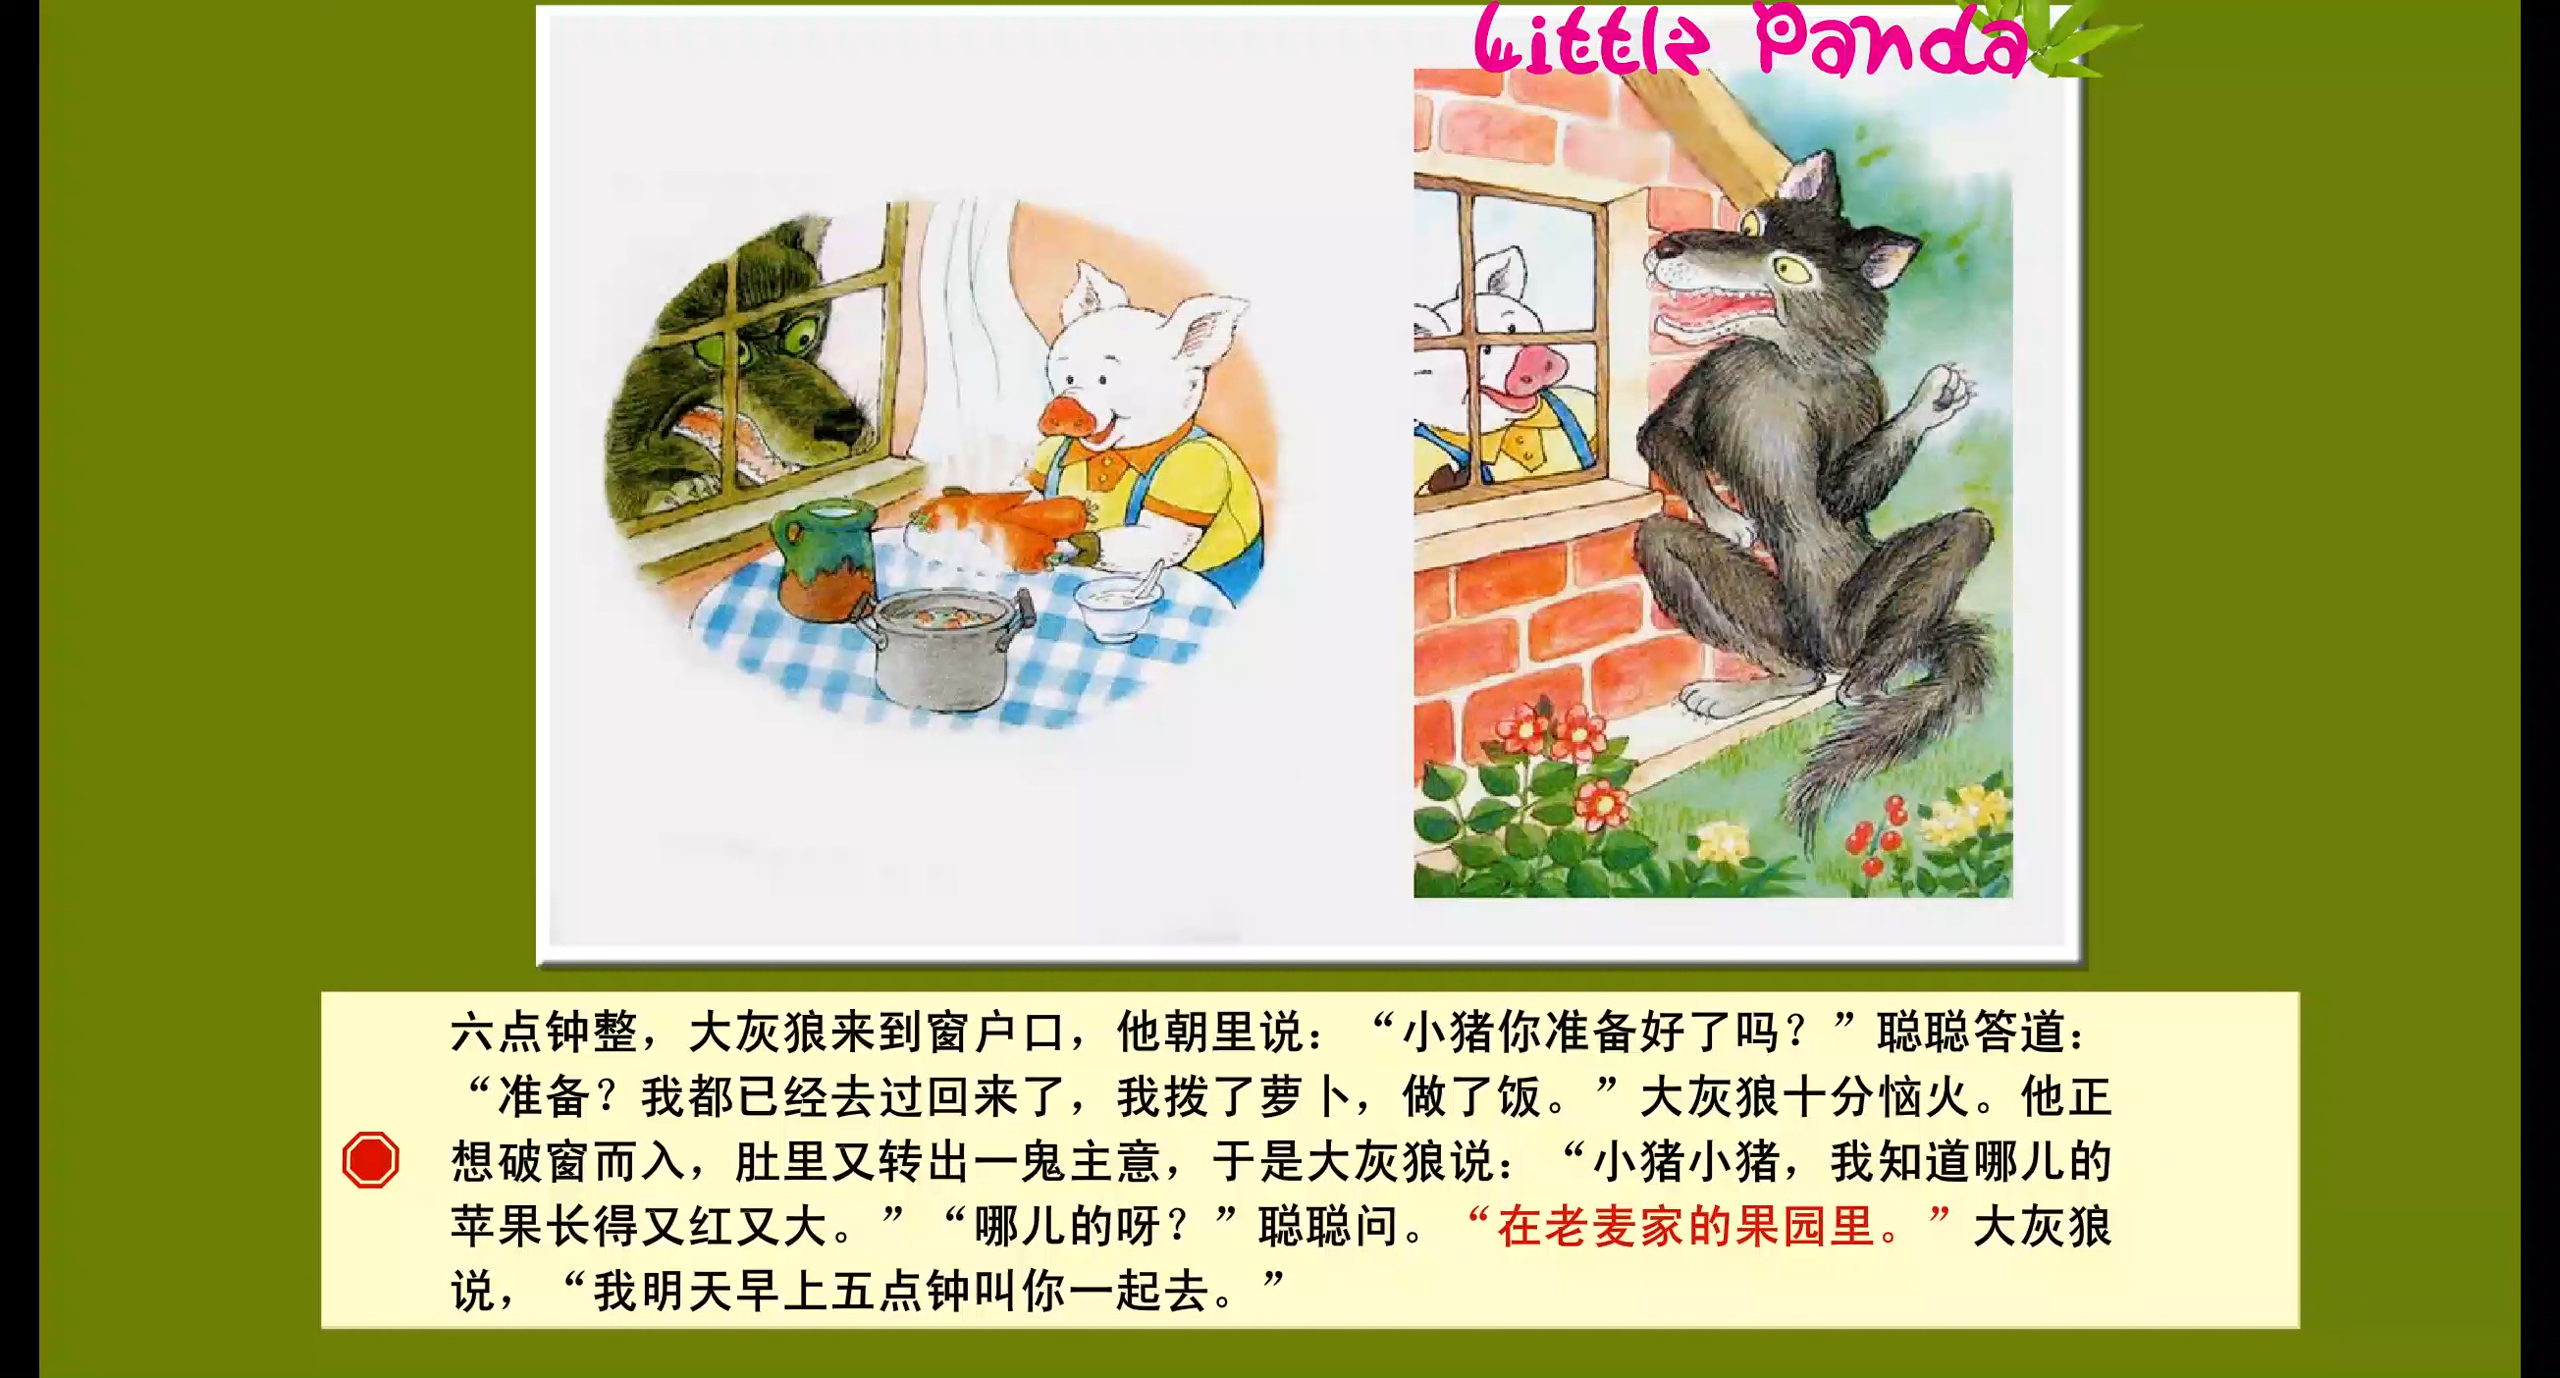 Little Panda
六点钟整，大灰狼来到窗户口，他朝里说：“小猪你准备好了吗？”聪聪答道：
“准备？我都已经去过回来了，我拨了萝卜，做了饭。”大灰狼十分恼火。他正
想破窗而入，肚里又转出一鬼主意，于是大灰狼说：“小猪小猪，我知道哪儿的
苹果长得又红又大。”“哪儿的呀？”聪聪问。“在老麦家的果园里。”大灰狼
说，“我明天早上五点钟叫你一起去。”